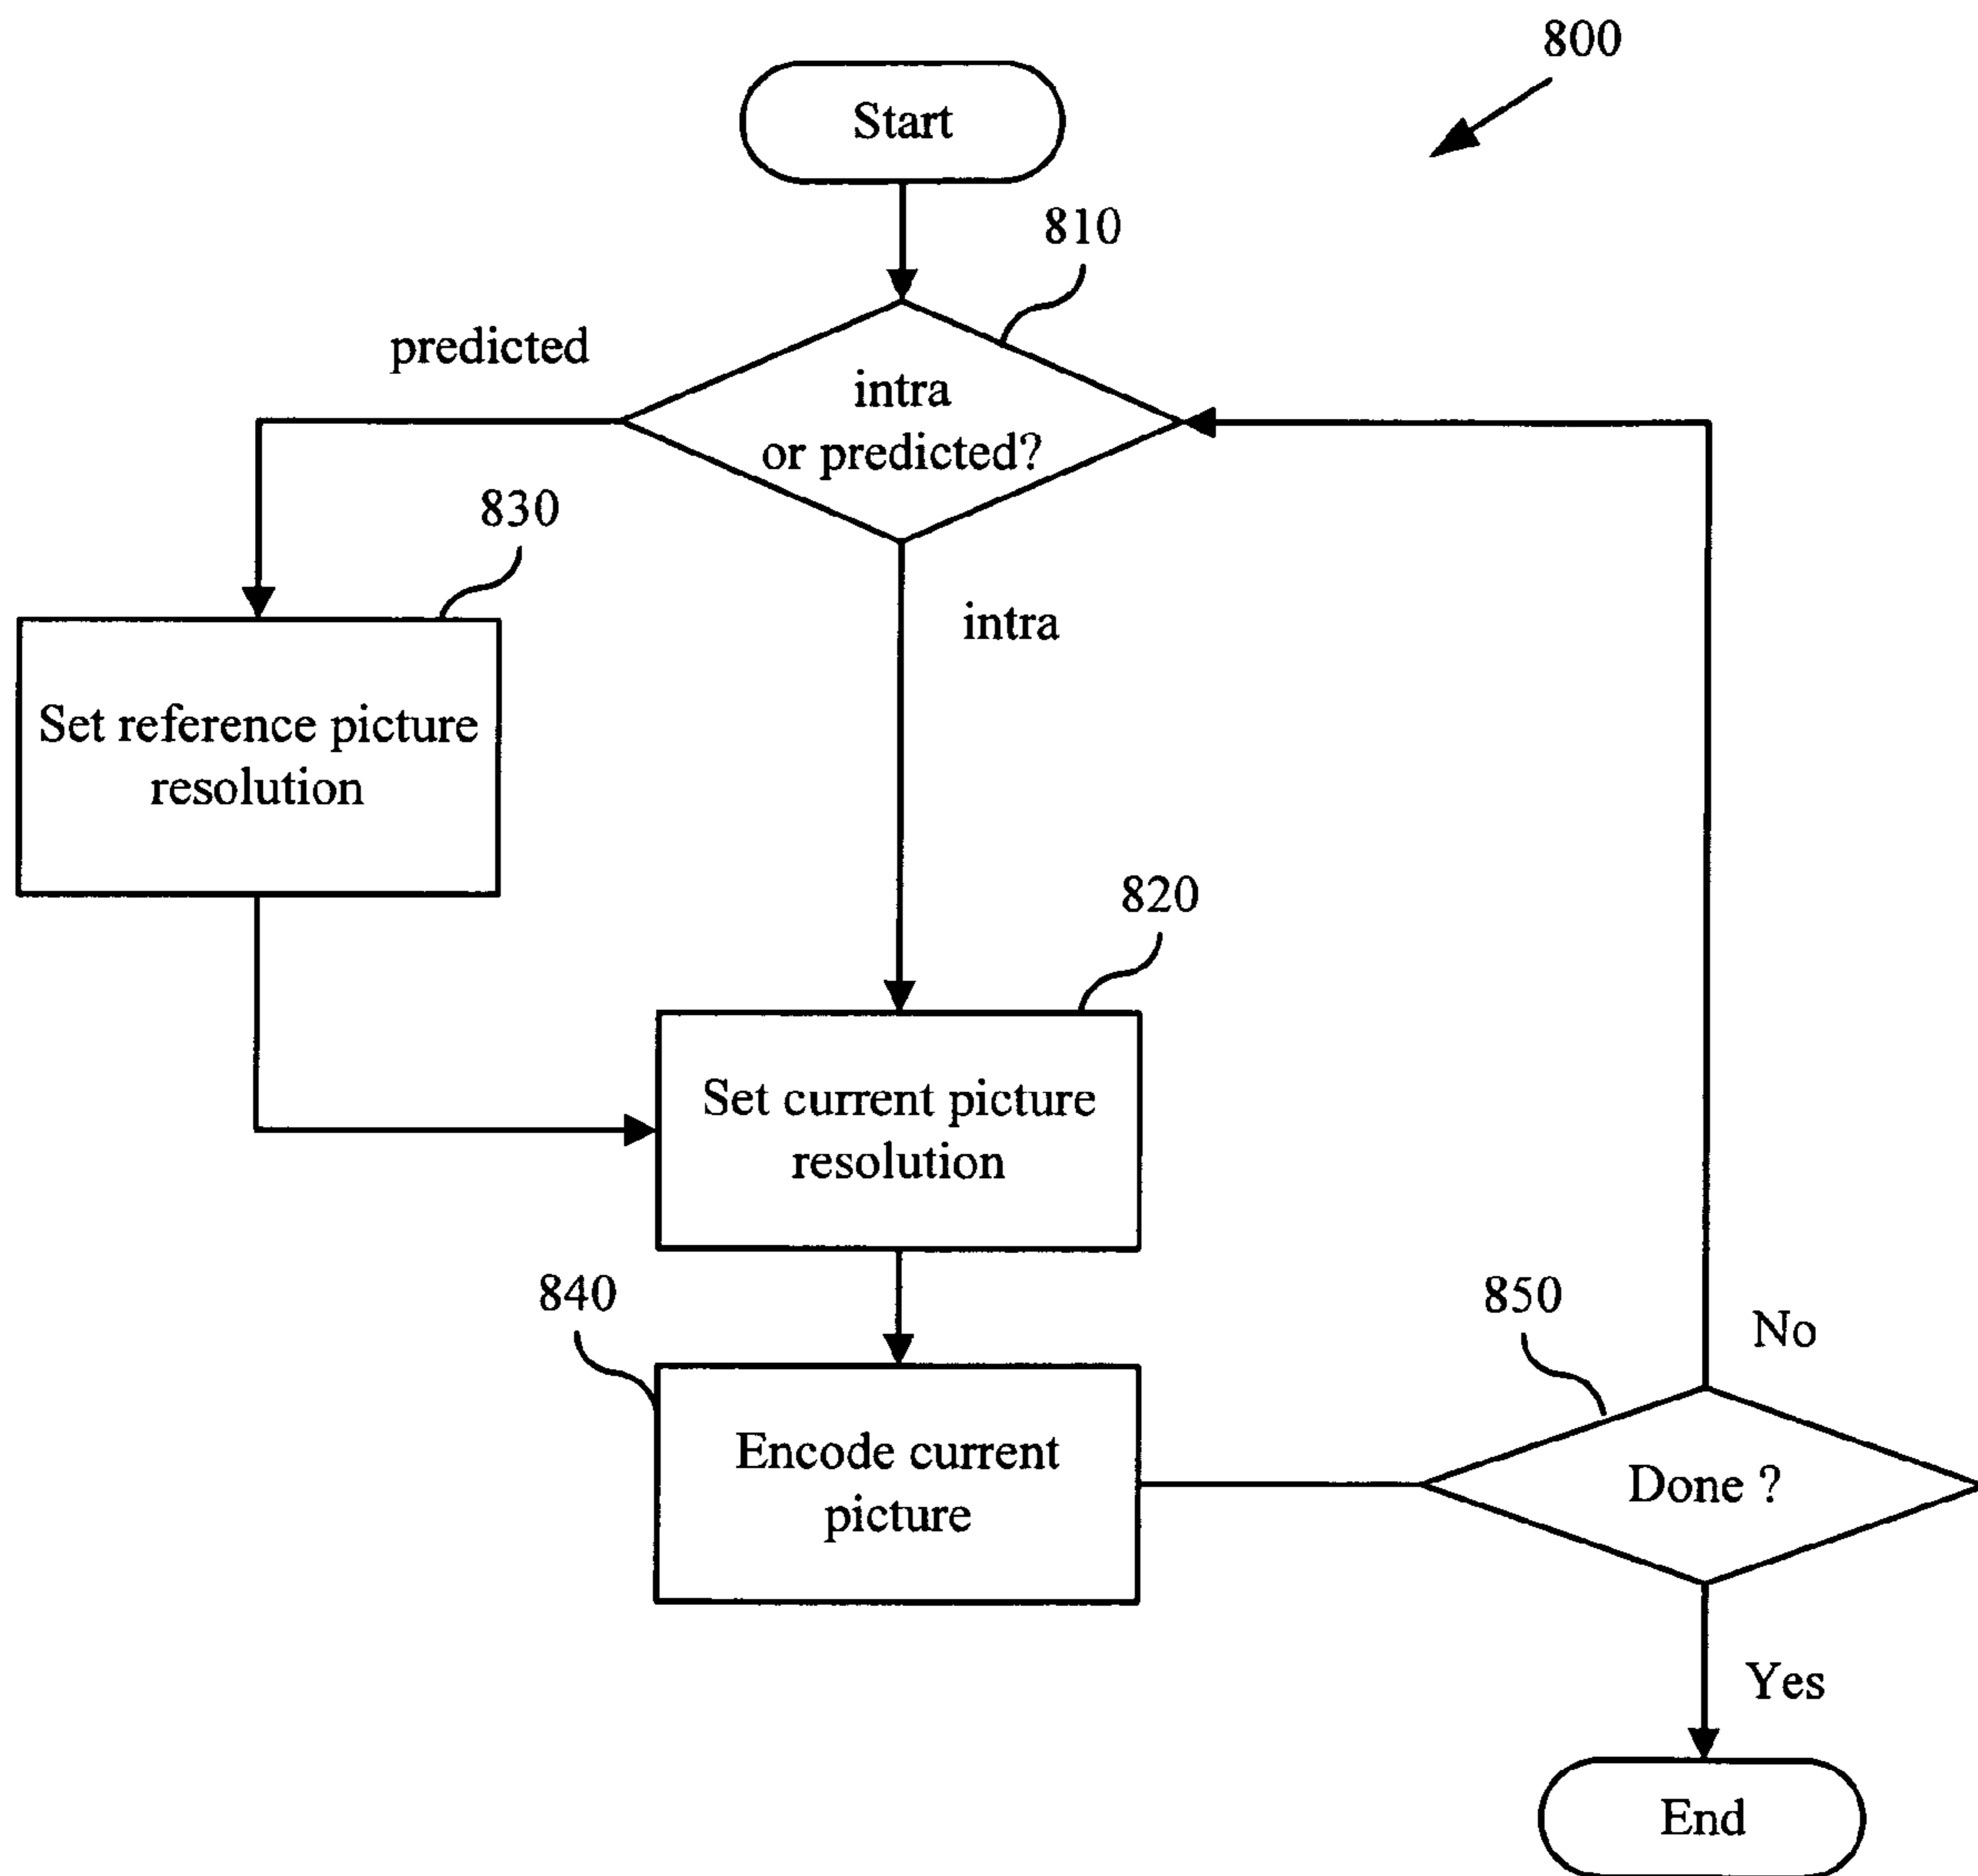 800
Start
810
predicted
intra
or predicted?
830
intra
Set reference picture
resolution
820
Set current picture
resolution
840
850
No
Encode current
picture
Done ?
Yes
End